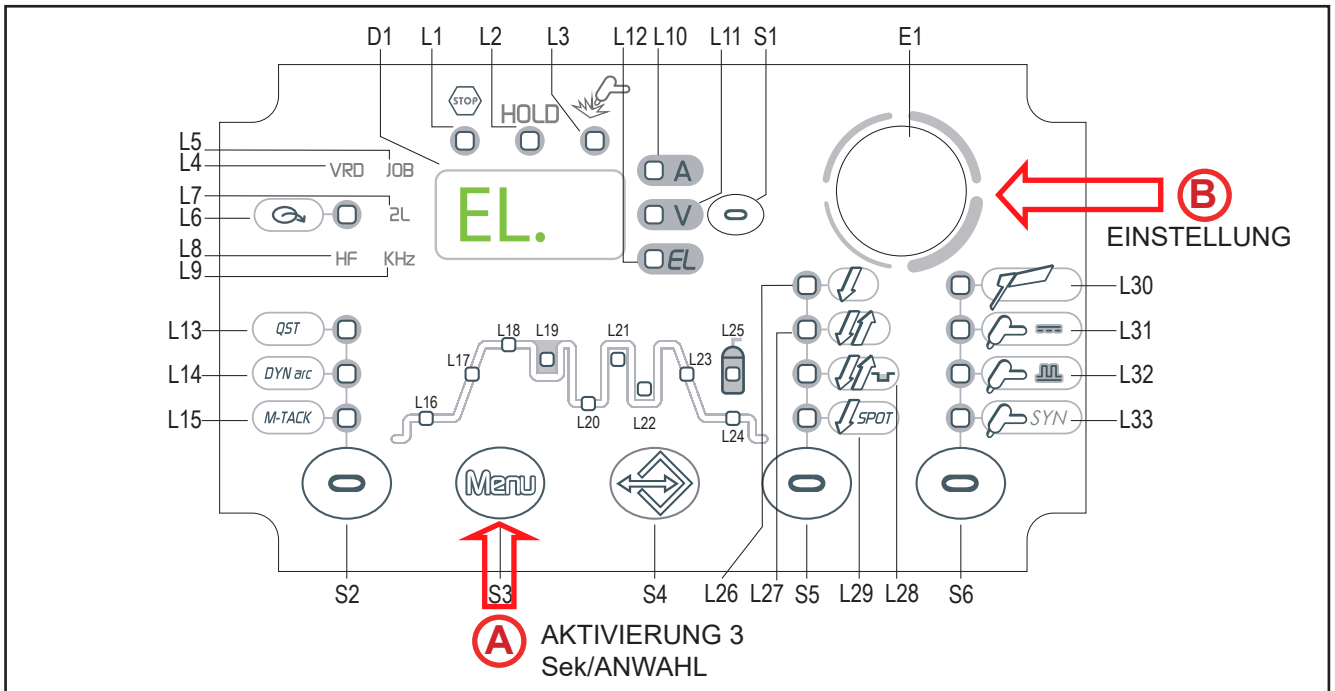 D1 L1 L2 L3 L12 L10 L11 S1 E1
STOP
HOLD
L5
L4 VRD JOB
A
L7
L6 2L
EL.
V
B
EINSTELLUNG
L8 HF KHz
L9
EL
L30
L13 QST
L18 L19 L21 L25
L31
L14 DYN arc
L17 L23
L32
L15 M-TACK
L16 L20 L22 L24
SPOT
SYN L33
Menu
S2 S3 S4 L26 L27 S5 L29 L28 S6
A AKTIVIERUNG 3
Sek/ANWAHL